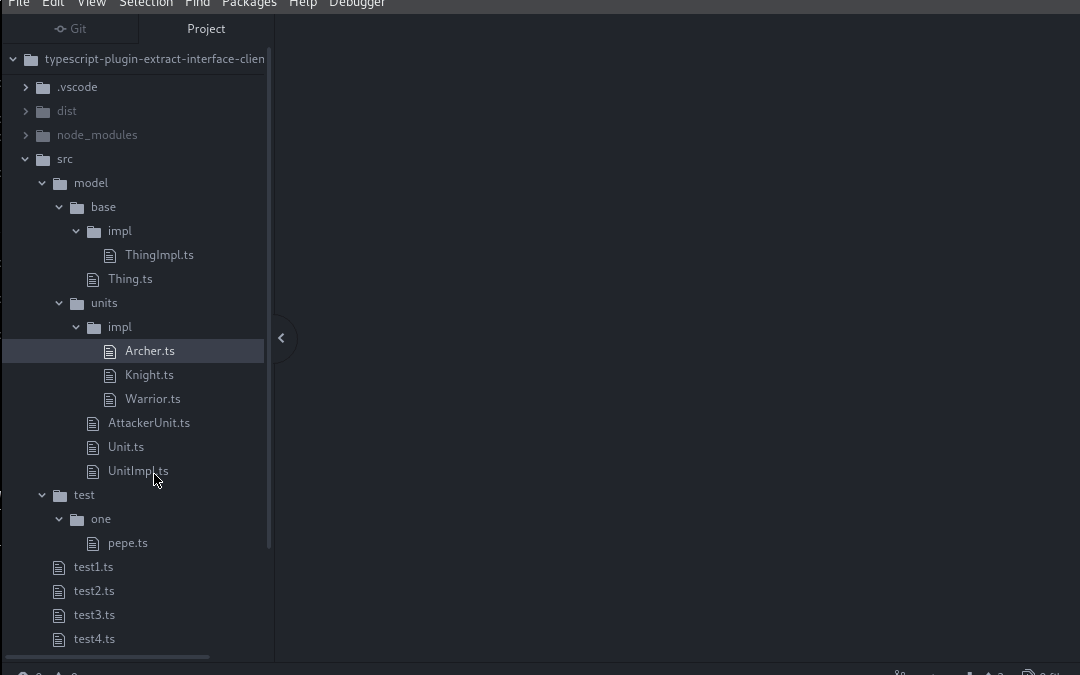 File Edit View Selection Find Packages Help Debugger
Git Project
typescript-plugin-extract-interface-clien
.vscode
dist
node_modules
src
model
base
impl
ThingImpl.ts
Thing.ts
units
impl
Archer.ts
Knight.ts
Warrior.ts
AttackerUnit.ts
Unit.ts
UnitImpl.ts
test
one
pepe.ts
test1.ts
test2.ts
test3.ts
test4.ts